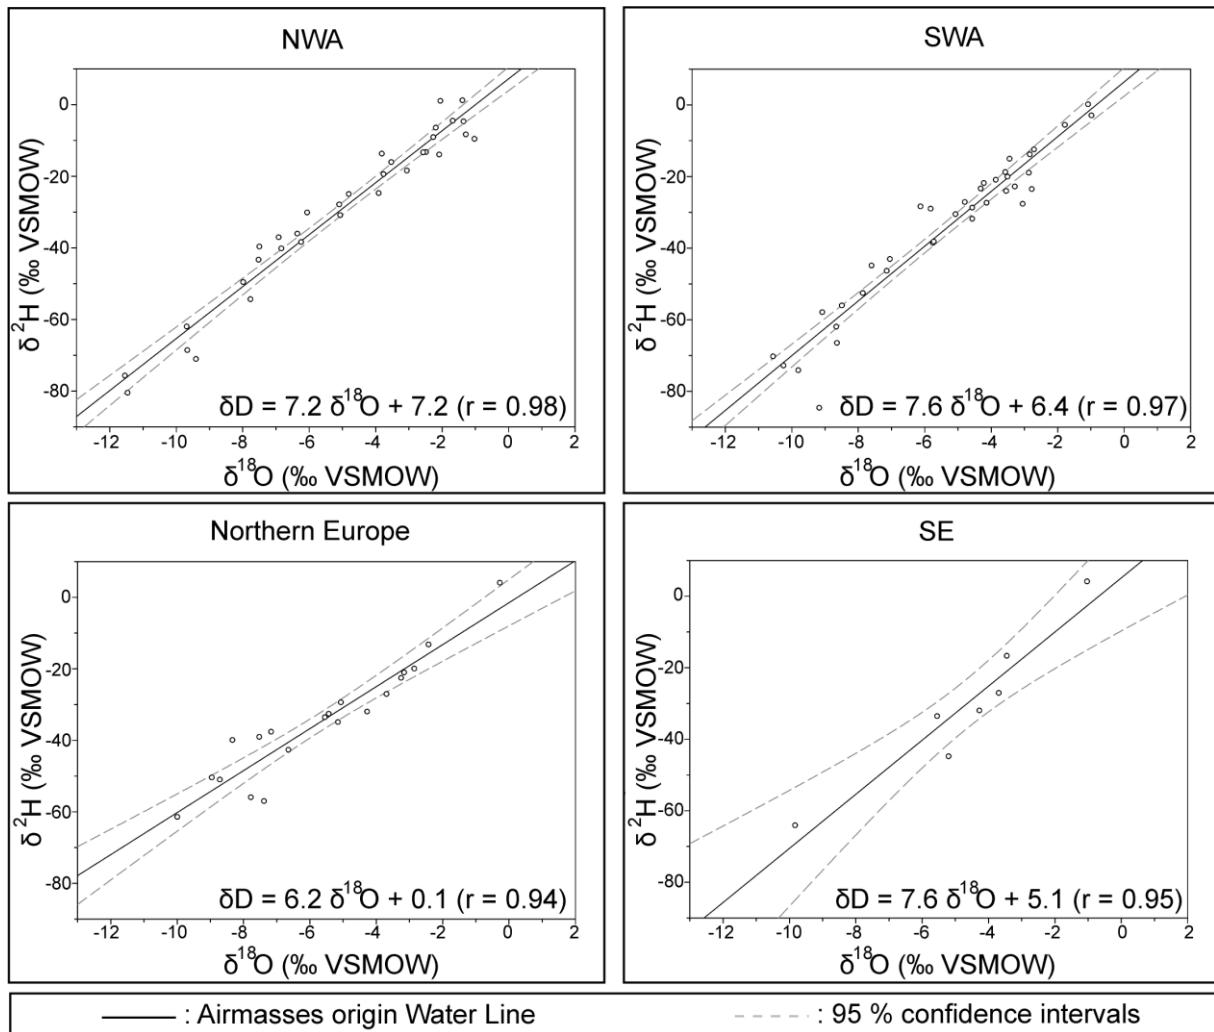 NWA
0
-20
-40
-60
-80
δ ²H (‰ VSMOW)
δD = 7.2 δ¹⁸O + 7.2 (r = 0.98)
-12 -10 -8 -6 -4 -2 0 2
δ¹⁸O (‰ VSMOW)
SWA
0
-20
-40
-60
-80
δ ²H (‰ VSMOW)
δD = 7.6 δ¹⁸O + 6.4 (r = 0.97)
-12 -10 -8 -6 -4 -2 0 2
δ¹⁸O (‰ VSMOW)
Northern Europe
0
-20
-40
-60
-80
δ ²H (‰ VSMOW)
δD = 6.2 δ¹⁸O + 0.1 (r = 0.94)
-12 -10 -8 -6 -4 -2 0 2
δ¹⁸O (‰ VSMOW)
SE
0
-20
-40
-60
-80
δ ²H (‰ VSMOW)
δD = 7.6 δ¹⁸O + 5.1 (r = 0.95)
-12 -10 -8 -6 -4 -2 0 2
δ¹⁸O (‰ VSMOW)
: Airmasses origin Water Line : 95 % confidence intervals